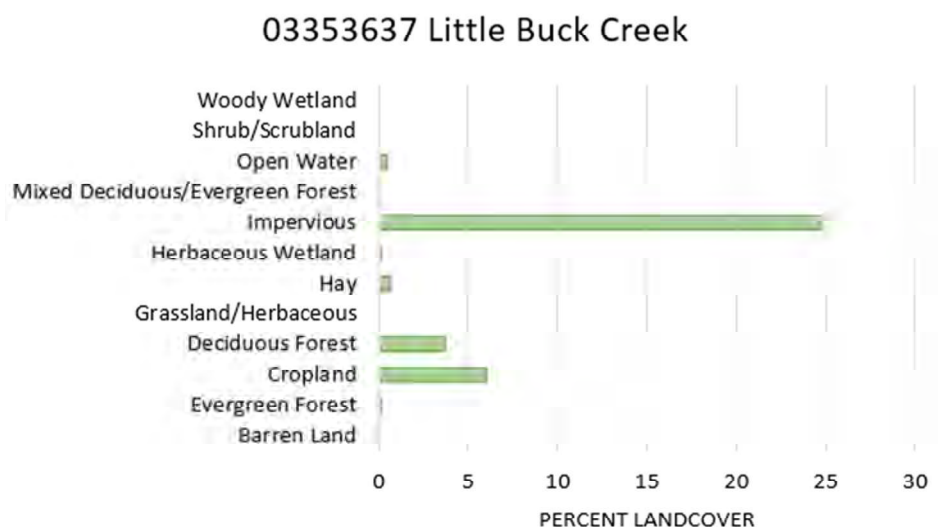 03353637 Little Buck Creek
Woody Wetland
Shrub/Scrubland
Open Water
Mixed Deciduous/Evergreen Forest
Impervious
Herbaceous Wetland
Hay
Grassland/Herbaceous
Deciduous Forest
Cropland
Evergreen Forest
Barren Land
0 5 10 15 20 25 30
PERCENT LANDCOVER